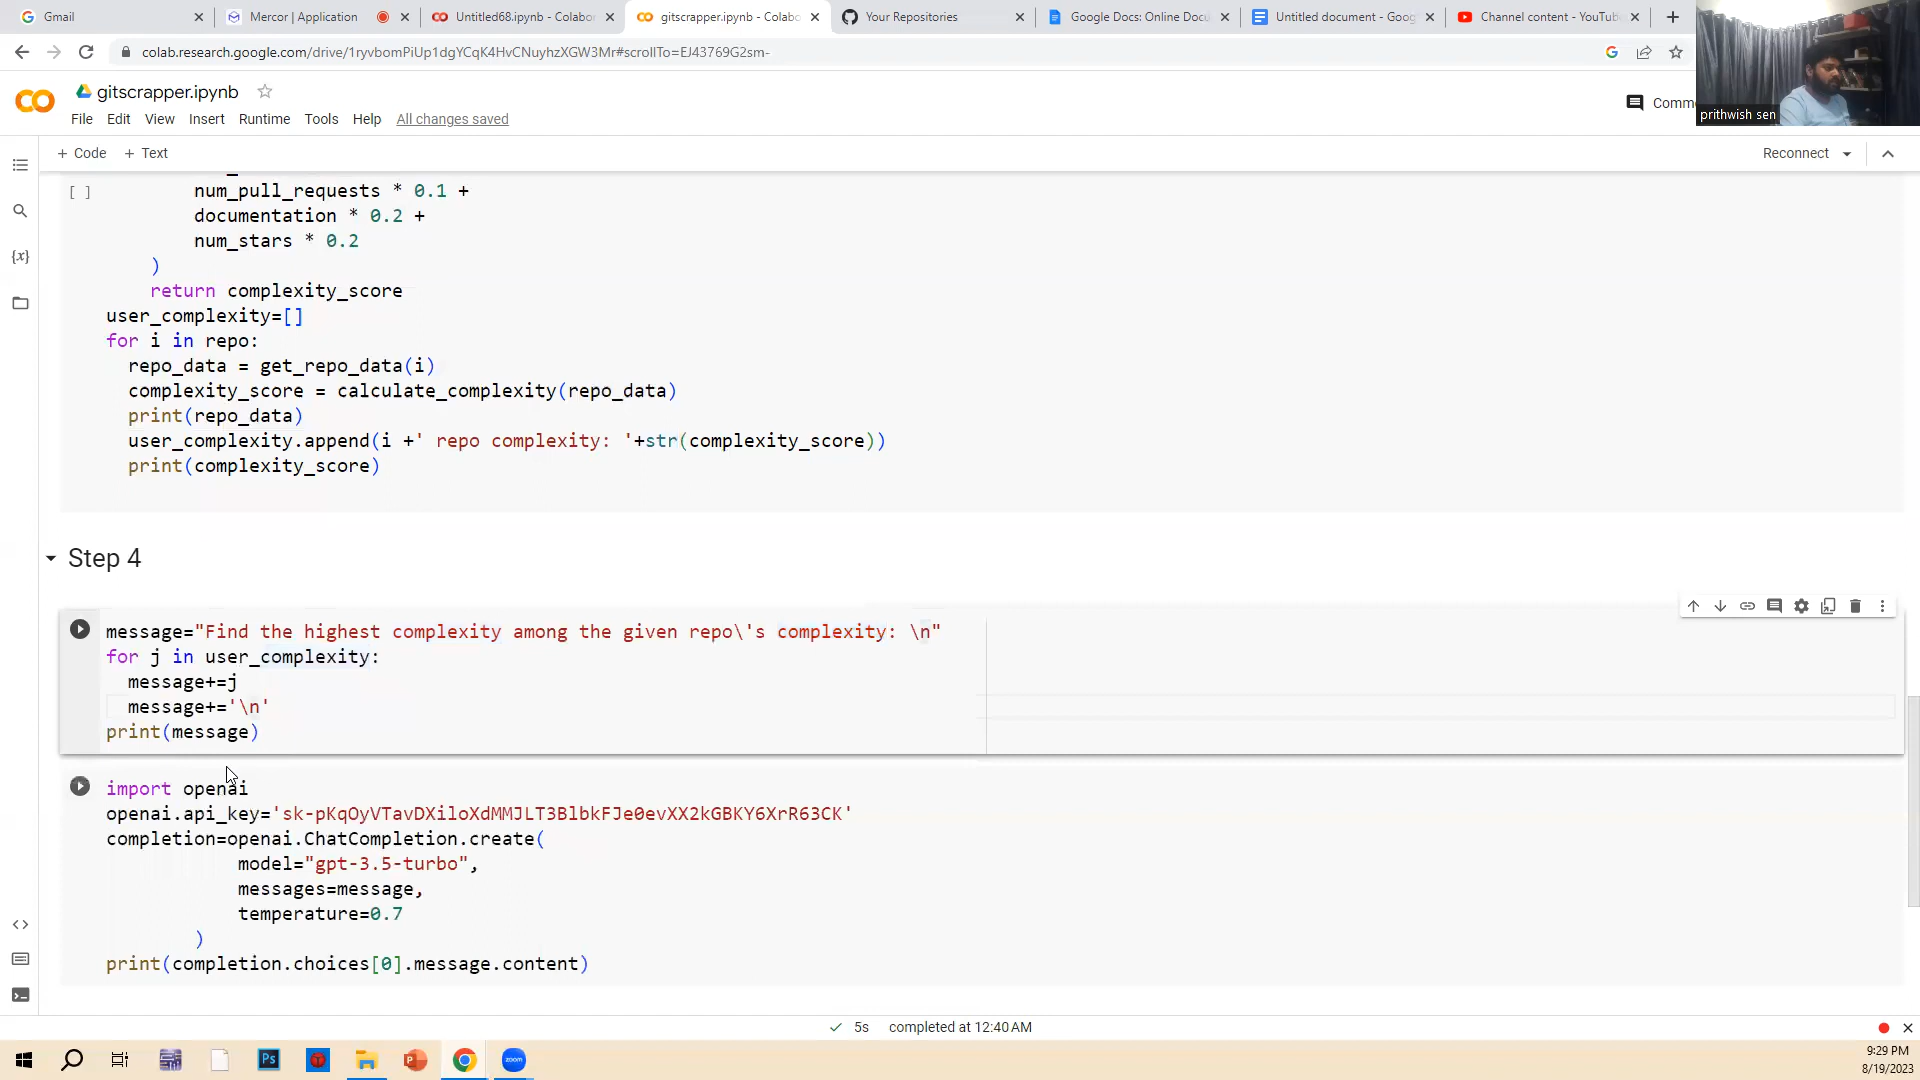 Gmail
Mercor | Application
Untitled68.ipynb - Colabor
gitscrapper.ipynb - Colabo
Your Repositories
Google Docs: Online Docu
Untitled document - Goog
Channel content - YouTub
colab.research.google.com/drive/1ryvbomPiUp1dgYCqK4HvCNuyhzXGW3Mr#scrollTo=EJ43769G2sm-
prithwish sen
CO
gitscrapper.ipynb
File Edit View Insert Runtime Tools Help All changes saved
Comm
+ Code + Text
Reconnect
{x}
[ ]
num_pull_requests * 0.1 +
documentation * 0.2 +
num_stars * 0.2
)
return complexity_score
user_complexity=[]
for i in repo:
repo_data = get_repo_data(i)
complexity_score = calculate_complexity(repo_data)
print(repo_data)
user_complexity.append(i +' repo complexity: '+str(complexity_score))
print(complexity_score)
Step 4
message="Find the highest complexity among the given repo\'s complexity: \n"
for j in user_complexity:
message+=j
message+='\n'
print(message)
import openai
openai.api_key='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'
completion=openai.ChatCompletion.create(
model="gpt-3.5-turbo",
messages=message,
temperature=0.7
)
print(completion.choices[0].message.content)
5s completed at 12:40 AM
Ps
zoom
9:29 PM
8/19/2023